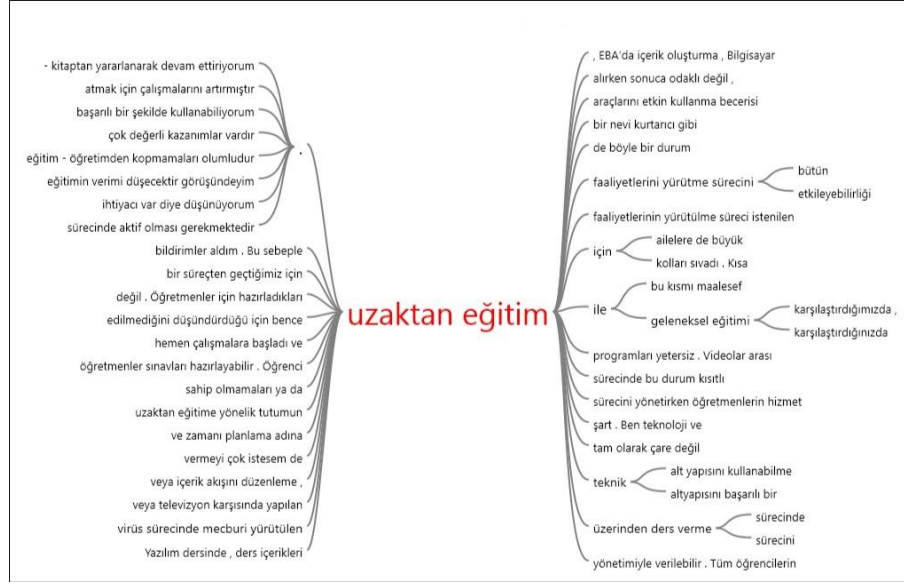 - kitaptan yararlanarak devam ettiriyorum
atmak için çalışmalarını artırmıştır
başarılı bir şekilde kullanabiliyorum
çok değerli kazanımlar vardır
eğitim - öğretimden kopmamaları olumludur
eğitimin verimi düşecektir görüşündeyim
ihtiyacı var diye düşünüyorum
sürecinde aktif olması gerekmektedir
.
bildirimler aldım . Bu sebeple
bir süreçten geçtiğimiz için
değil . Öğretmenler için hazırladıkları
edilmediğini düşündürdüğü için bence
hemen çalışmalara başladı ve
öğretmenler sınavları hazırlayabilir . Öğrenci
sahip olmamaları ya da
uzaktan eğitime yönelik tutumun
ve zamanı planlama adına
vermeyi çok istesem de
veya içerik akışını düzenleme ,
veya televizyon karşısında yapılan
virüs sürecinde mecburi yürütülen
Yazılım dersinde , ders içerikleri
uzaktan eğitim
, EBA'da içerik oluşturma , Bilgisayar
alırken sonuca odaklı değil ,
araçlarını etkin kullanma becerisi
bir nevi kurtarıcı gibi
de böyle bir durum
faaliyetlerini yürütme sürecini
bütün
etkileyebilirliği
faaliyetlerinin yürütülme süreci istenilen
için
ailelere de büyük
kolları sıvadı . Kısa
ile
bu kısmı maalesef
geleneksel eğitimi
karşılaştırdığımızda ,
karşılaştırdığınızda
programları yetersiz . Videolar arası
sürecinde bu durum kısıtlı
sürecini yönetirken öğretmenlerin hizmet
şart . Ben teknoloji ve
tam olarak çare değil
teknik
alt yapısını kullanabilme
altyapısını başarılı bir
üzerinden ders verme
sürecinde
sürecini
yönetimiyle verilebilir . Tüm öğrencilerin